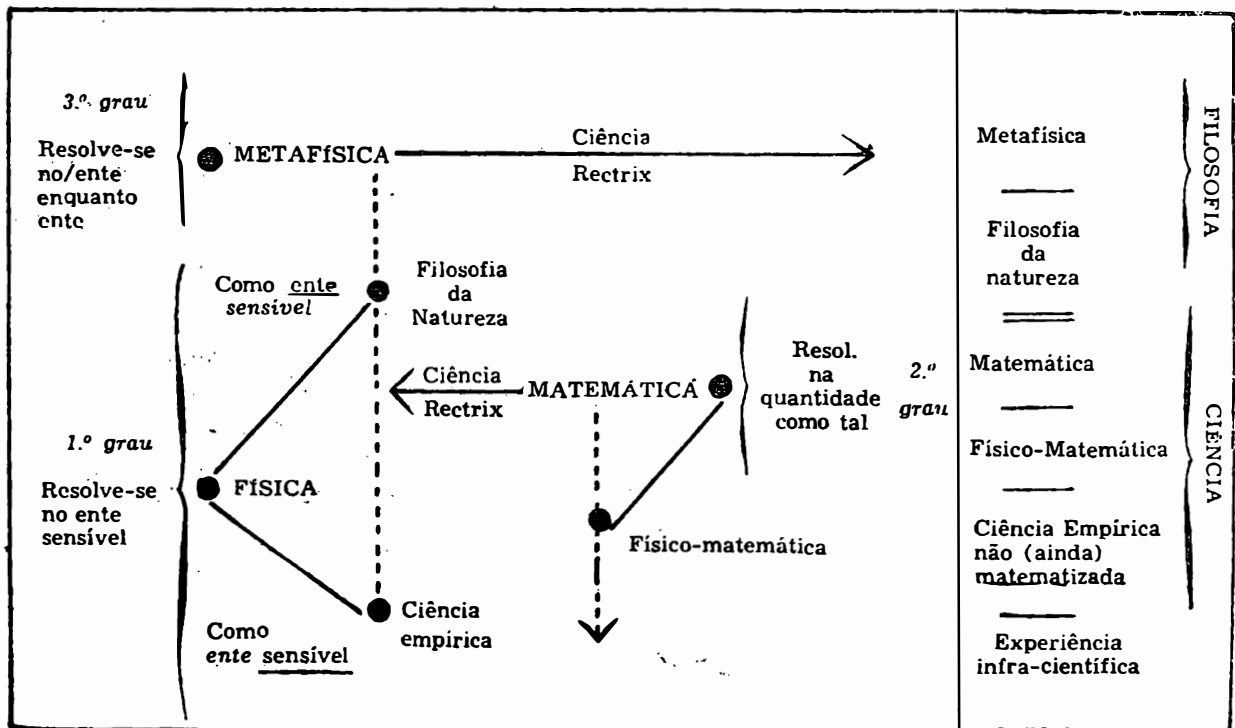 3.º grau
Resolve-se
no/ente
enquanto
ente
METAFÍSICA
Ciência
Rectrix
Como ente
sensível
Filosofia
da
Natureza
Ciência
Rectrix
MATEMÁTICÁ
Resol.
na
quantidade
como tal
2.º
grau
1.º grau
Resolve-se
no ente
sensível
FÍSICA
Físico-matemática
Ciência
empírica
Como
ente sensível
Metafísica
Filosofia
da
natureza
Matemática
Físico-Matemática
Ciência Empírica
não (ainda)
matematizada
Experiência
infra-científica
FILOSOFIA
CIÊNCIA